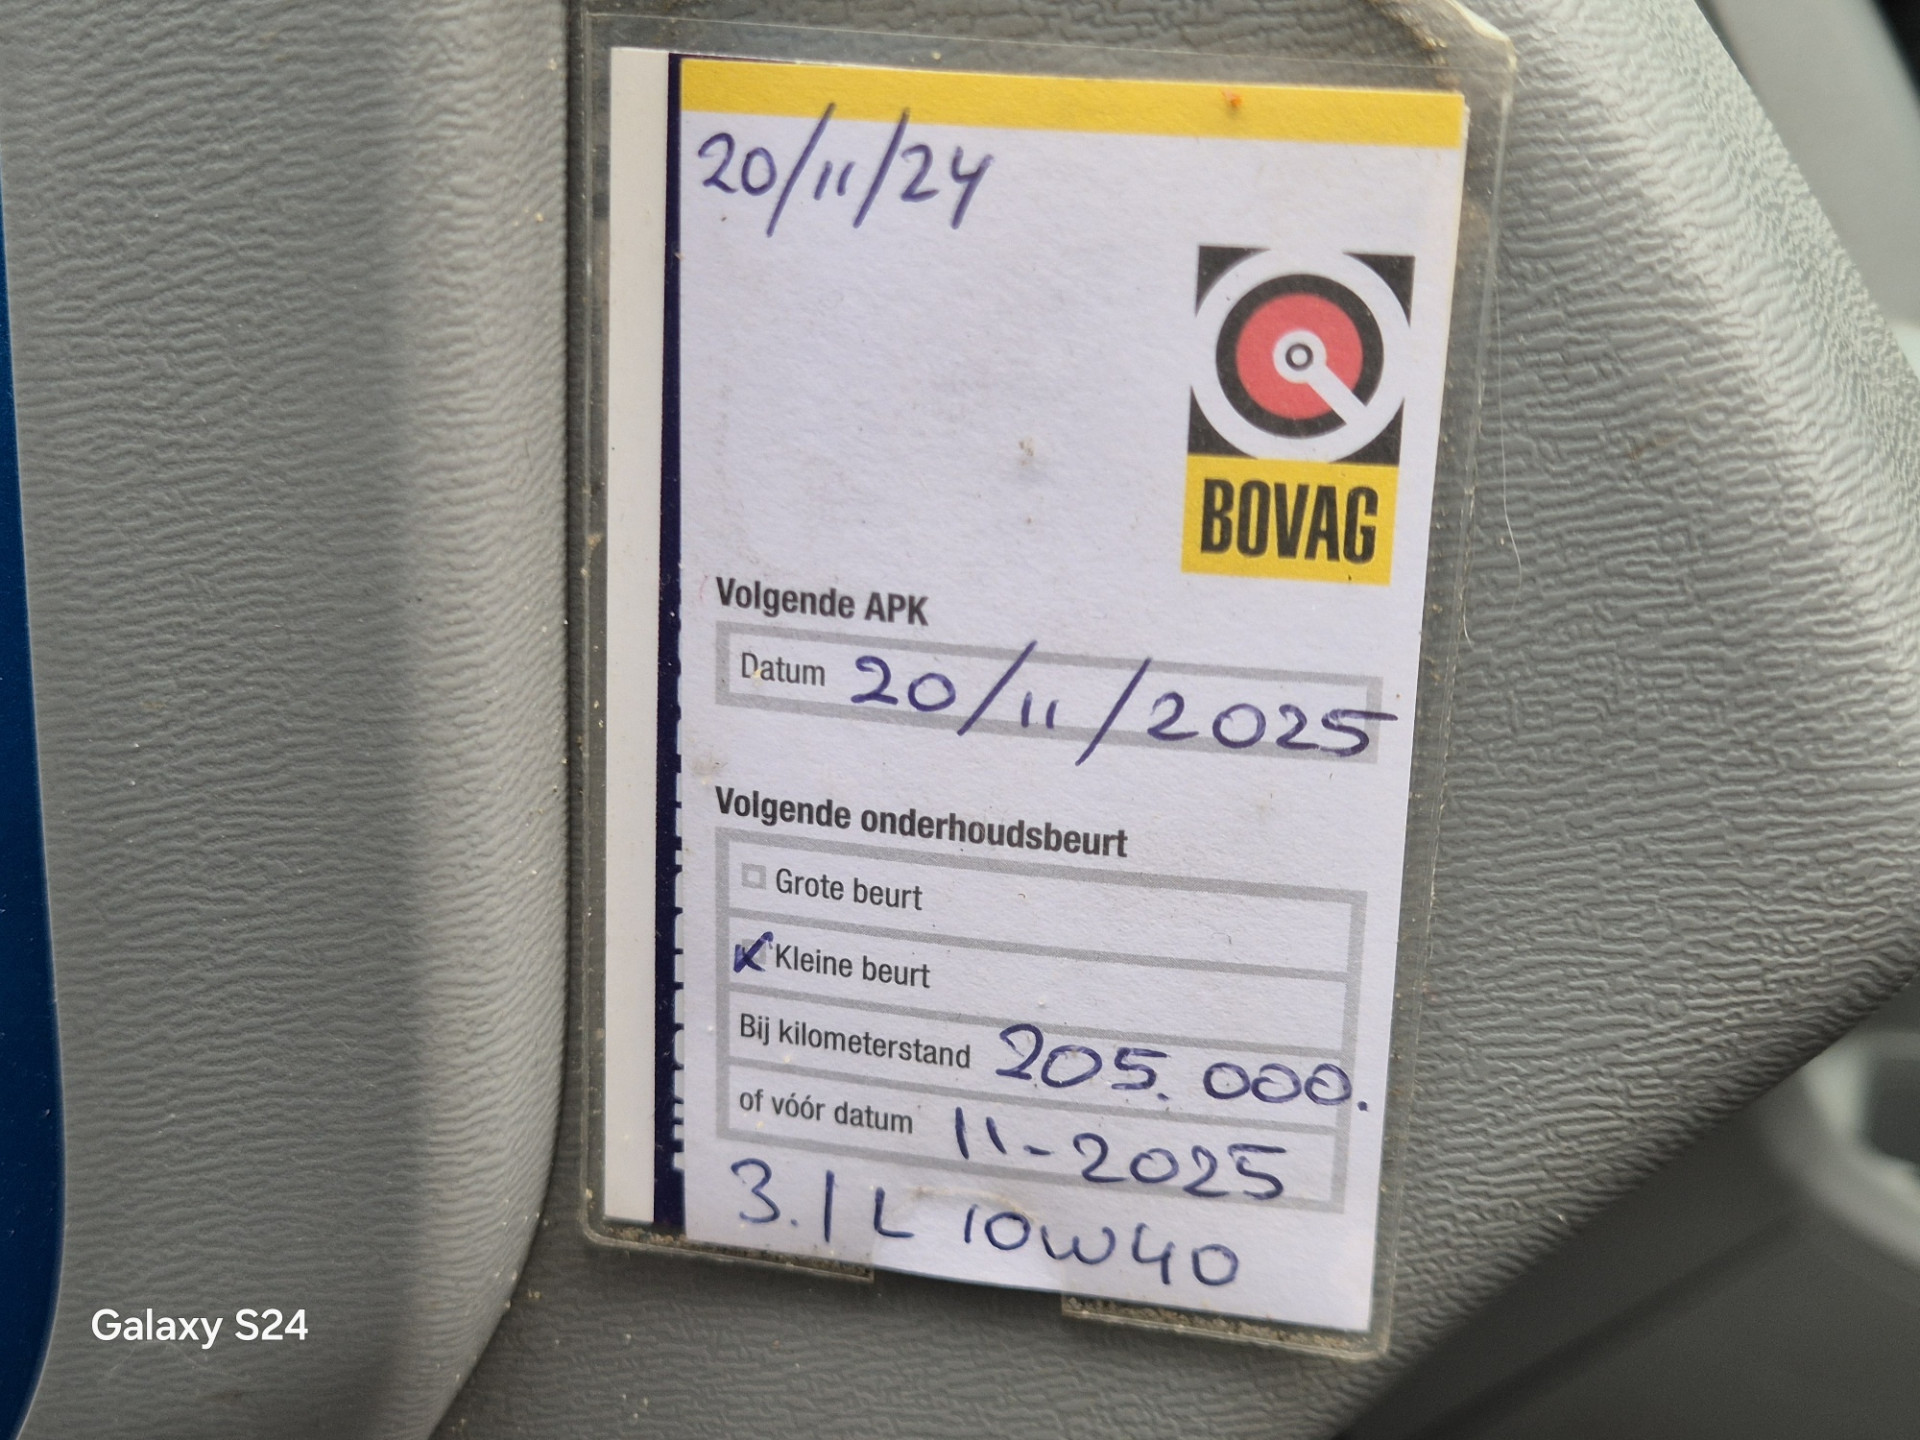 20/11/24
BOVAG
Volgende APK
Datum 20/11/2025
Volgende onderhoudsbeurt
Grote beurt
Kleine beurt
Bij kilometerstand 205.000.
of vóór datum 11-2025
3.1 L 10W40
Galaxy S24